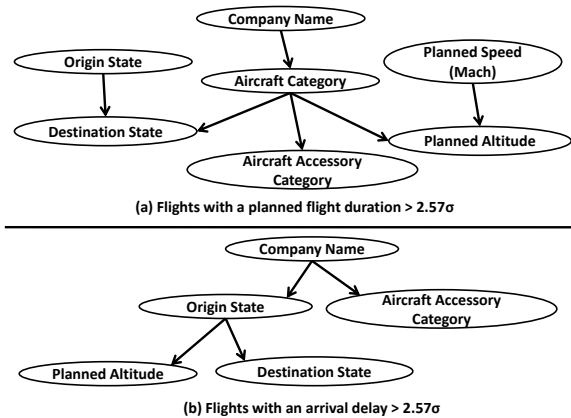 Company Name
Origin State
Planned Speed
(Mach)
Aircraft Category
Destination State
Planned Altitude
Aircraft Accessory
Category
(a) Flights with a planned flight duration > 2.57σ
Company Name
Origin State
Aircraft Accessory
Category
Planned Altitude
Destination State
(b) Flights with an arrival delay > 2.57σ